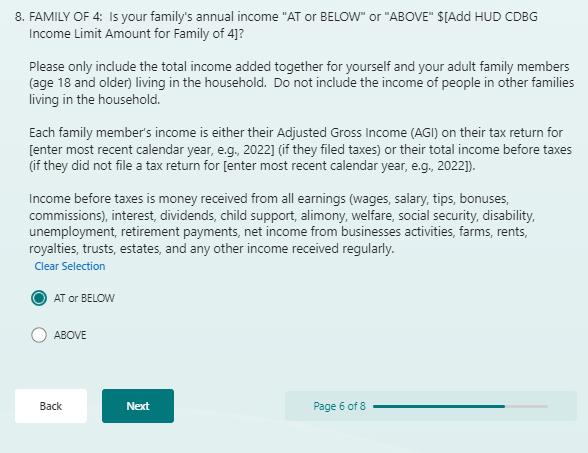 8. FAMILY OF 4:  Is your family's annual income "AT or BELOW" or "ABOVE" $[Add HUD CDBG
Income Limit Amount for Family of 4]?
Please only include the total income added together for yourself and your adult family members
(age 18 and older) living in the household.  Do not include the income of people in other families
living in the household.
Each family member's income is either their Adjusted Gross Income (AGI) on their tax return for
[enter most recent calendar year, e.g., 2022] (if they filed taxes) or their total income before taxes
(if they did not file a tax return for [enter most recent calendar year, e.g., 2022]).
Income before taxes is money received from all earnings (wages, salary, tips, bonuses,
commissions), interest, dividends, child support, alimony, welfare, social security, disability,
unemployment, retirement payments, net income from businesses activities, farms, rents,
royalties, trusts, estates, and any other income received regularly.
Clear Selection
AT or BELOW
ABOVE
Back
Next
Page 6 of 8